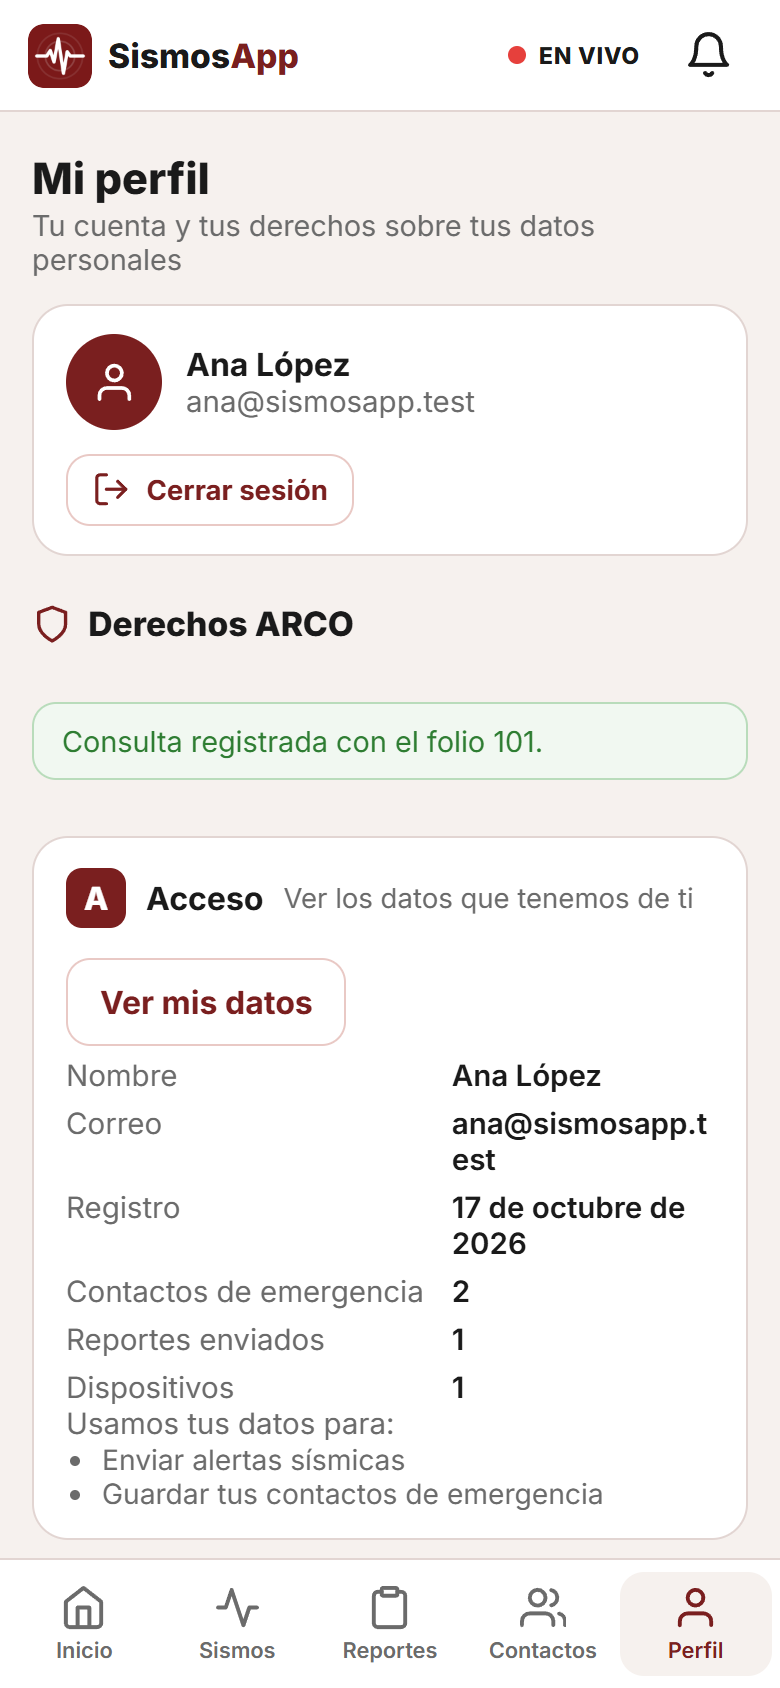 SismosApp
EN VIVO
Mi perfil
Tu cuenta y tus derechos sobre tus datos
personales
Ana López
ana@sismosapp.test
Cerrar sesión
Derechos ARCO
Consulta registrada con el folio 101.
A Acceso Ver los datos que tenemos de ti
Ver mis datos
Nombre Ana López
Correo ana@sismosapp.t
est
Registro 17 de octubre de
2026
Contactos de emergencia 2
Reportes enviados 1
Dispositivos 1
Usamos tus datos para:
• Enviar alertas sísmicas
• Guardar tus contactos de emergencia
Inicio Sismos Reportes Contactos Perfil